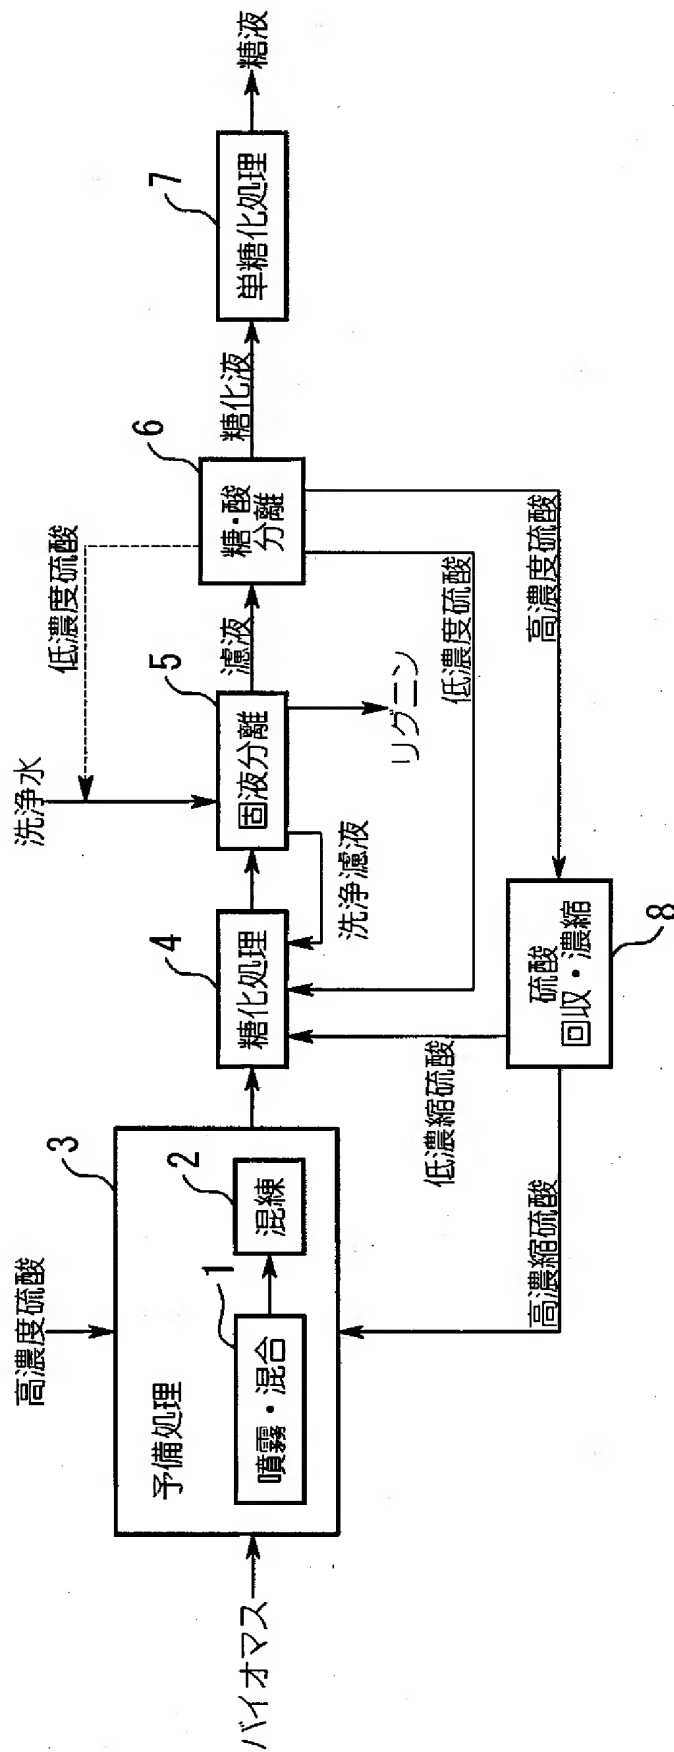 バイオマス
高濃度硫酸
予備処理
3
噴霧・混合
1
混練
2
糖化処理
4
洗浄水
低濃度硫酸
固液分離
5
洗浄濾液
リグニン
濾液
糖・酸
分離
6
糖化液
単糖化処理
7
糖液
低濃度硫酸
高濃度硫酸
硫酸
回収・濃縮
8
低濃縮硫酸
高濃縮硫酸